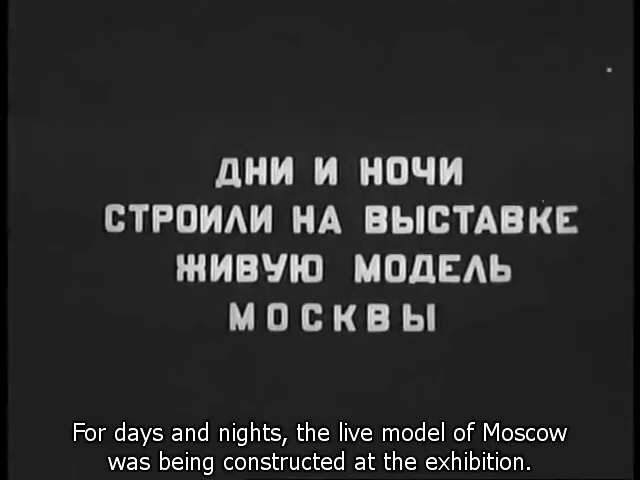 ДНИ И НОЧИ
СТРОИЛИ НА ВЫСТАВКЕ
ЖИВУЮ МОДЕЛЬ
МОСКВЫ
For days and nights, the live model of Moscow
was being constructed at the exhibition.